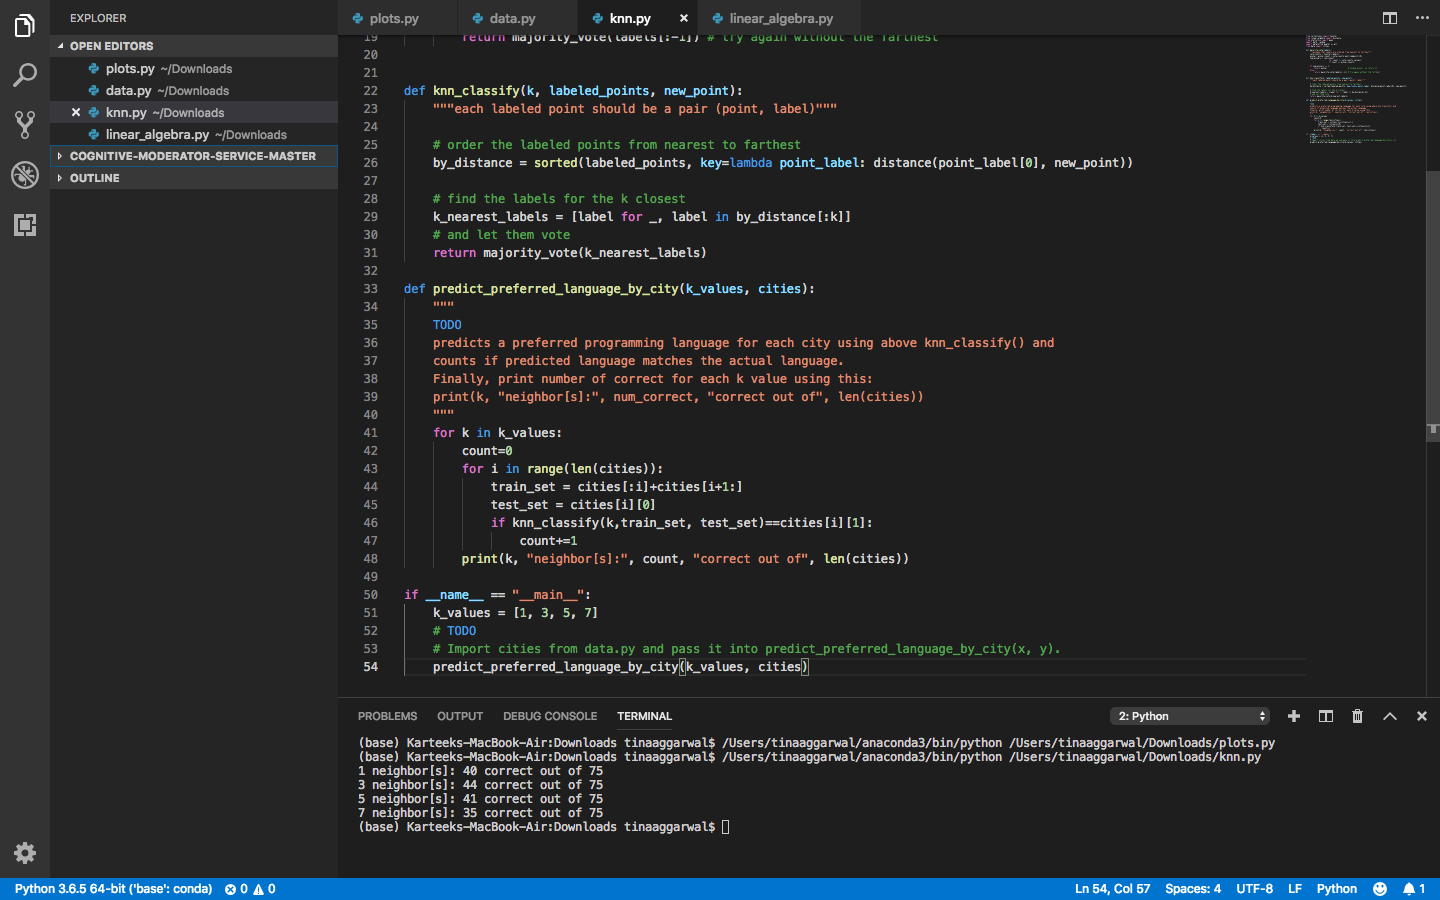 EXPLORER
OPEN EDITORS
plots.py ~/Downloads
data.py ~/Downloads
knn.py ~/Downloads
linear_algebra.py ~/Downloads
COGNITIVE-MODERATOR-SERVICE-MASTER
OUTLINE
plots.py data.py knn.py linear_algebra.py
19 return majority_vote(labels[:-1]) # try again without the farthest
20
21
22 def knn_classify(k, labeled_points, new_point):
23 """each labeled point should be a pair (point, label)"""
24
25 # order the labeled points from nearest to farthest
26 by_distance = sorted(labeled_points, key=lambda point_label: distance(point_label[0], new_point))
27
28 # find the labels for the k closest
29 k_nearest_labels = [label for _, label in by_distance[:k]]
30 # and let them vote
31 return majority_vote(k_nearest_labels)
32
33 def predict_preferred_language_by_city(k_values, cities):
34 """
35 TODO
36 predicts a preferred programming language for each city using above knn_classify() and
37 counts if predicted language matches the actual language.
38 Finally, print number of correct for each k value using this:
39 print(k, "neighbor[s]:", num_correct, "correct out of", len(cities))
40 """
41 for k in k_values:
42 count=0
43 for i in range(len(cities)):
44 train_set = cities[:i]+cities[i+1:]
45 test_set = cities[i][0]
46 if knn_classify(k,train_set, test_set)==cities[i][1]:
47 count+=1
48 print(k, "neighbor[s]:", count, "correct out of", len(cities))
49
50 if __name__ == "__main__":
51 k_values = [1, 3, 5, 7]
52 # TODO
53 # Import cities from data.py and pass it into predict_preferred_language_by_city(x, y).
54 predict_preferred_language_by_city(k_values, cities)
PROBLEMS OUTPUT DEBUG CONSOLE TERMINAL 2: Python
(base) Karteeks-MacBook-Air:Downloads tinaaggarwal$ /Users/tinaaggarwal/anaconda3/bin/python /Users/tinaaggarwal/Downloads/plots.py
(base) Karteeks-MacBook-Air:Downloads tinaaggarwal$ /Users/tinaaggarwal/anaconda3/bin/python /Users/tinaaggarwal/Downloads/knn.py
1 neighbor[s]: 40 correct out of 75
3 neighbor[s]: 44 correct out of 75
5 neighbor[s]: 41 correct out of 75
7 neighbor[s]: 35 correct out of 75
(base) Karteeks-MacBook-Air:Downloads tinaaggarwal$
Python 3.6.5 64-bit ('base': conda) 0 0 Ln 54, Col 57 Spaces: 4 UTF-8 LF Python 1